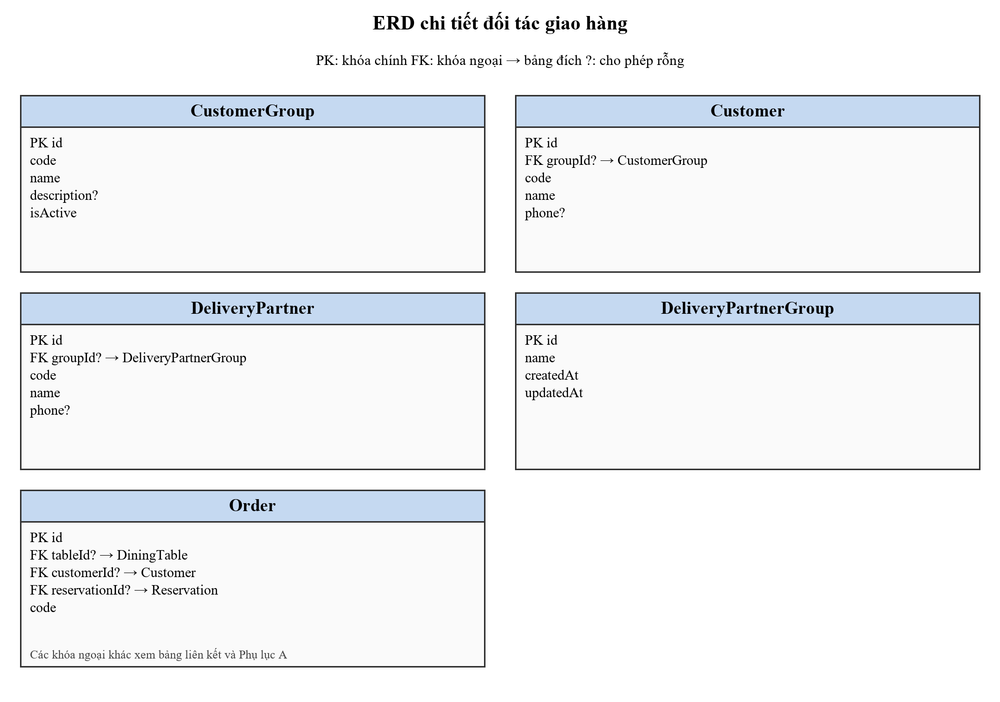 ERD chi tiết đối tác giao hàng
PK: khóa chính FK: khóa ngoại → bảng đích ?: cho phép rỗng
CustomerGroup
PK id
code
name
description?
isActive
Customer
PK id
FK groupId? → CustomerGroup
code
name
phone?
DeliveryPartner
PK id
FK groupId? → DeliveryPartnerGroup
code
name
phone?
DeliveryPartnerGroup
PK id
name
createdAt
updatedAt
Order
PK id
FK tableId? → DiningTable
FK customerId? → Customer
FK reservationId? → Reservation
code
Các khóa ngoại khác xem bảng liên kết và Phụ lục A